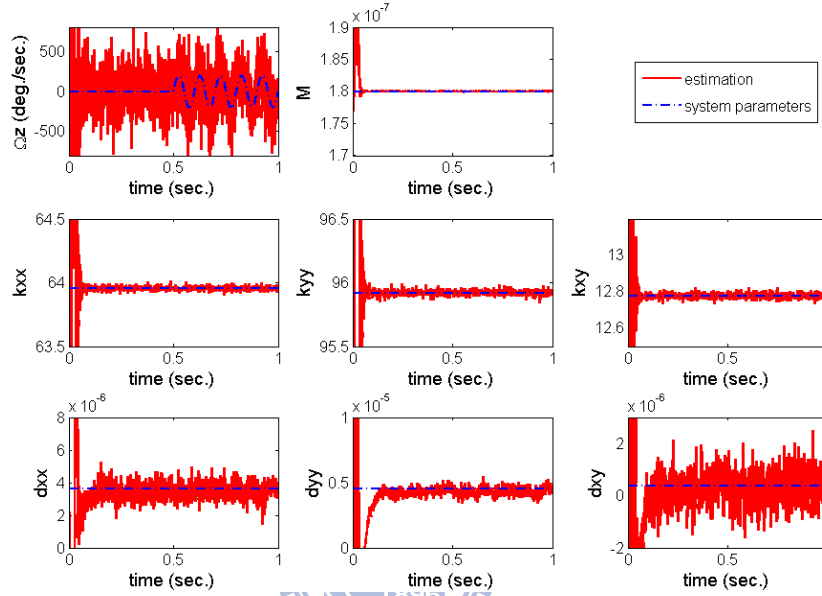 500
0
-500
Ωz (deg./sec.)
0
0.5
1
time (sec.)
x 10^-7
1.9
1.85
1.8
1.75
1.7
M
0
0.5
1
time (sec.)
estimation
system parameters
64.5
64
63.5
kxx
0
0.5
1
time (sec.)
96.5
96
95.5
kyy
0
0.5
1
time (sec.)
13
12.8
12.6
kxy
0
0.5
time (sec.)
x 10^-6
8
6
4
2
0
dxx
0
0.5
1
time (sec.)
x 10^-5
1
0.5
0
dyy
0
0.5
1
time (sec.)
x 10^-6
2
0
-2
dxy
0
0.5
time (sec.)